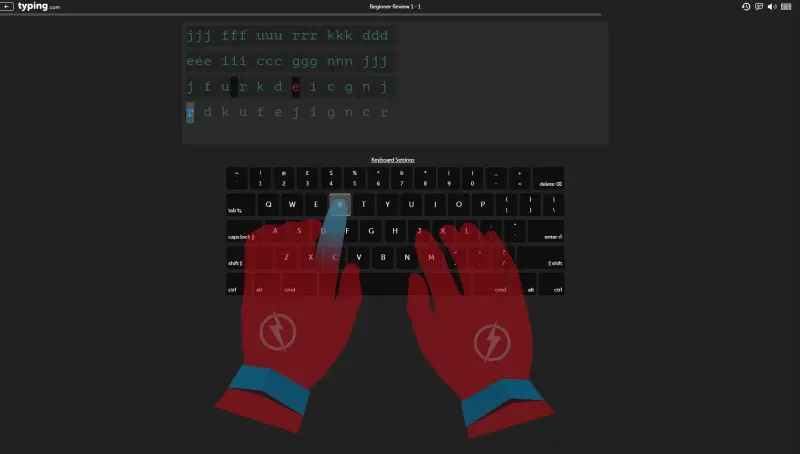 typing.com
Beginner Review 1 - 1
jjj fff uuu rrr kkk ddd
eee iii ccc ggg nnn jjj
j f u r k d e i c g n j
r d k u f e j i g n c r
Keyboard Settings
~ ! @ £ $ % ^ & * ( ) _ +
` 1 2 3 4 5 6 7 8 9 0 - = delete
tab Q W E R T Y U I O P { [ } ] | \
caps lock A S D F G H J K L : ; " ' enter
shift Z X C V B N M < , > . ? / shift
ctrl alt cmd cmd alt ctrl